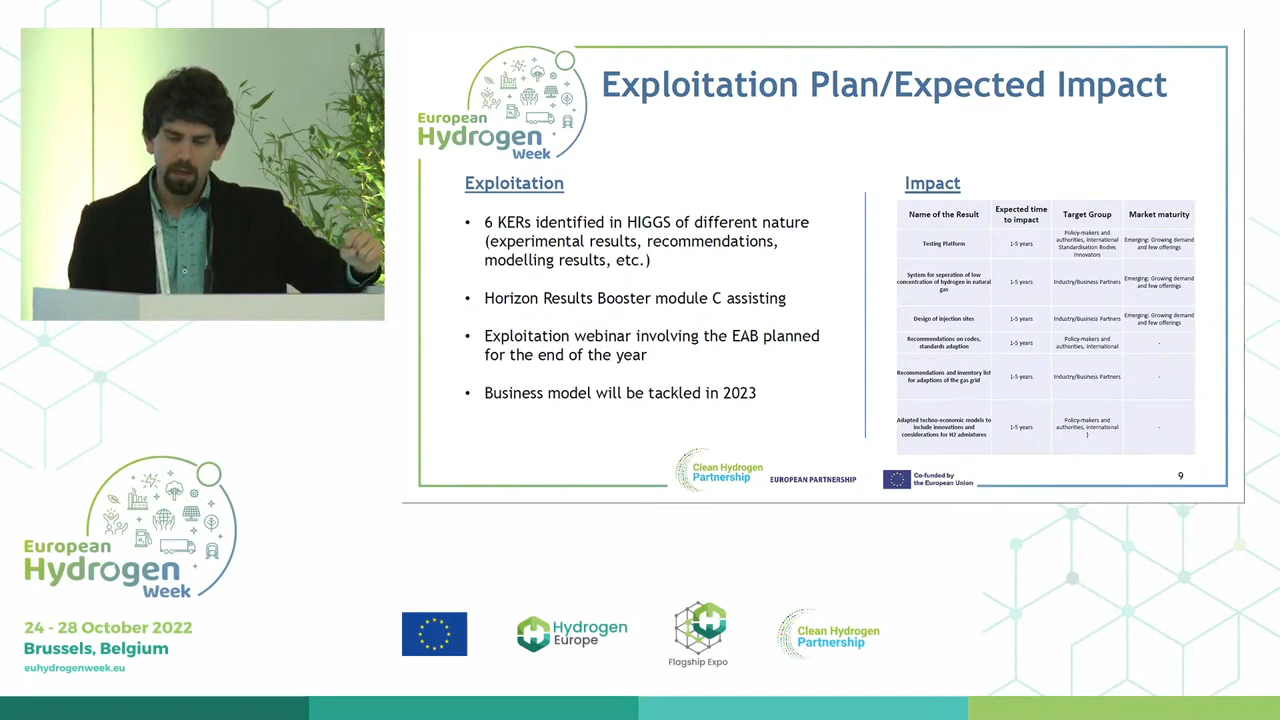 Exploitation Plan/Expected Impact
European
Hydrogen
Week
Exploitation
• 6 KERs identified in HIGGS of different nature
(experimental results, recommendations,
modelling results, etc.)
• Horizon Results Booster module C assisting
• Exploitation webinar involving the EAB planned
for the end of the year
• Business model will be tackled in 2023
Impact
Name of the Result
Expected time
to impact
Target Group
Market maturity
Testing Platform
1-5 years
Policy-makers and
authorities, International
Standardisation Bodies
Innovators
Emerging: Growing demand
and few offerings
System for seperation of low
concentration of hydrogen in natural
gas
1-5 years
Industry/Business Partners
Emerging: Growing demand
and few offerings
Design of injection sites
1-5 years
Industry/Business Partners
Emerging: Growing demand
and few offerings
Recommendations on codes,
standards adaption
1-5 years
Policy-makers and
authorities, International
-
Recommendations and inventory list
for adaptions of the gas grid
1-5 years
Industry/Business Partners
-
Adapted techno-economic models to
include innovations and
considerations for H2 admixtures
1-5 years
Policy-makers and
authorities, International
)
-
Clean Hydrogen
Partnership
EUROPEAN PARTNERSHIP
Co-funded by
the European Union
9
European
Hydrogen
Week
24 - 28 October 2022
Brussels, Belgium
euhydrogenweek.eu
Hydrogen
Europe
Flagship Expo
Clean Hydrogen
Partnership